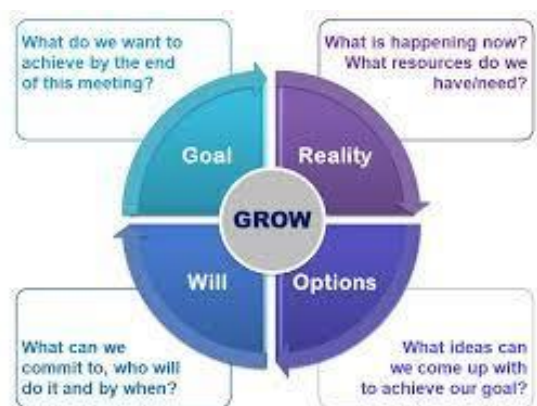 What do we want to
achieve by the end
of this meeting?
What is happening now?
What resources do we
have/need?
Goal
Reality
GROW
Will
Options
What can we
commit to, who will
do it and by when?
What ideas can
we come up with
to achieve our goal?